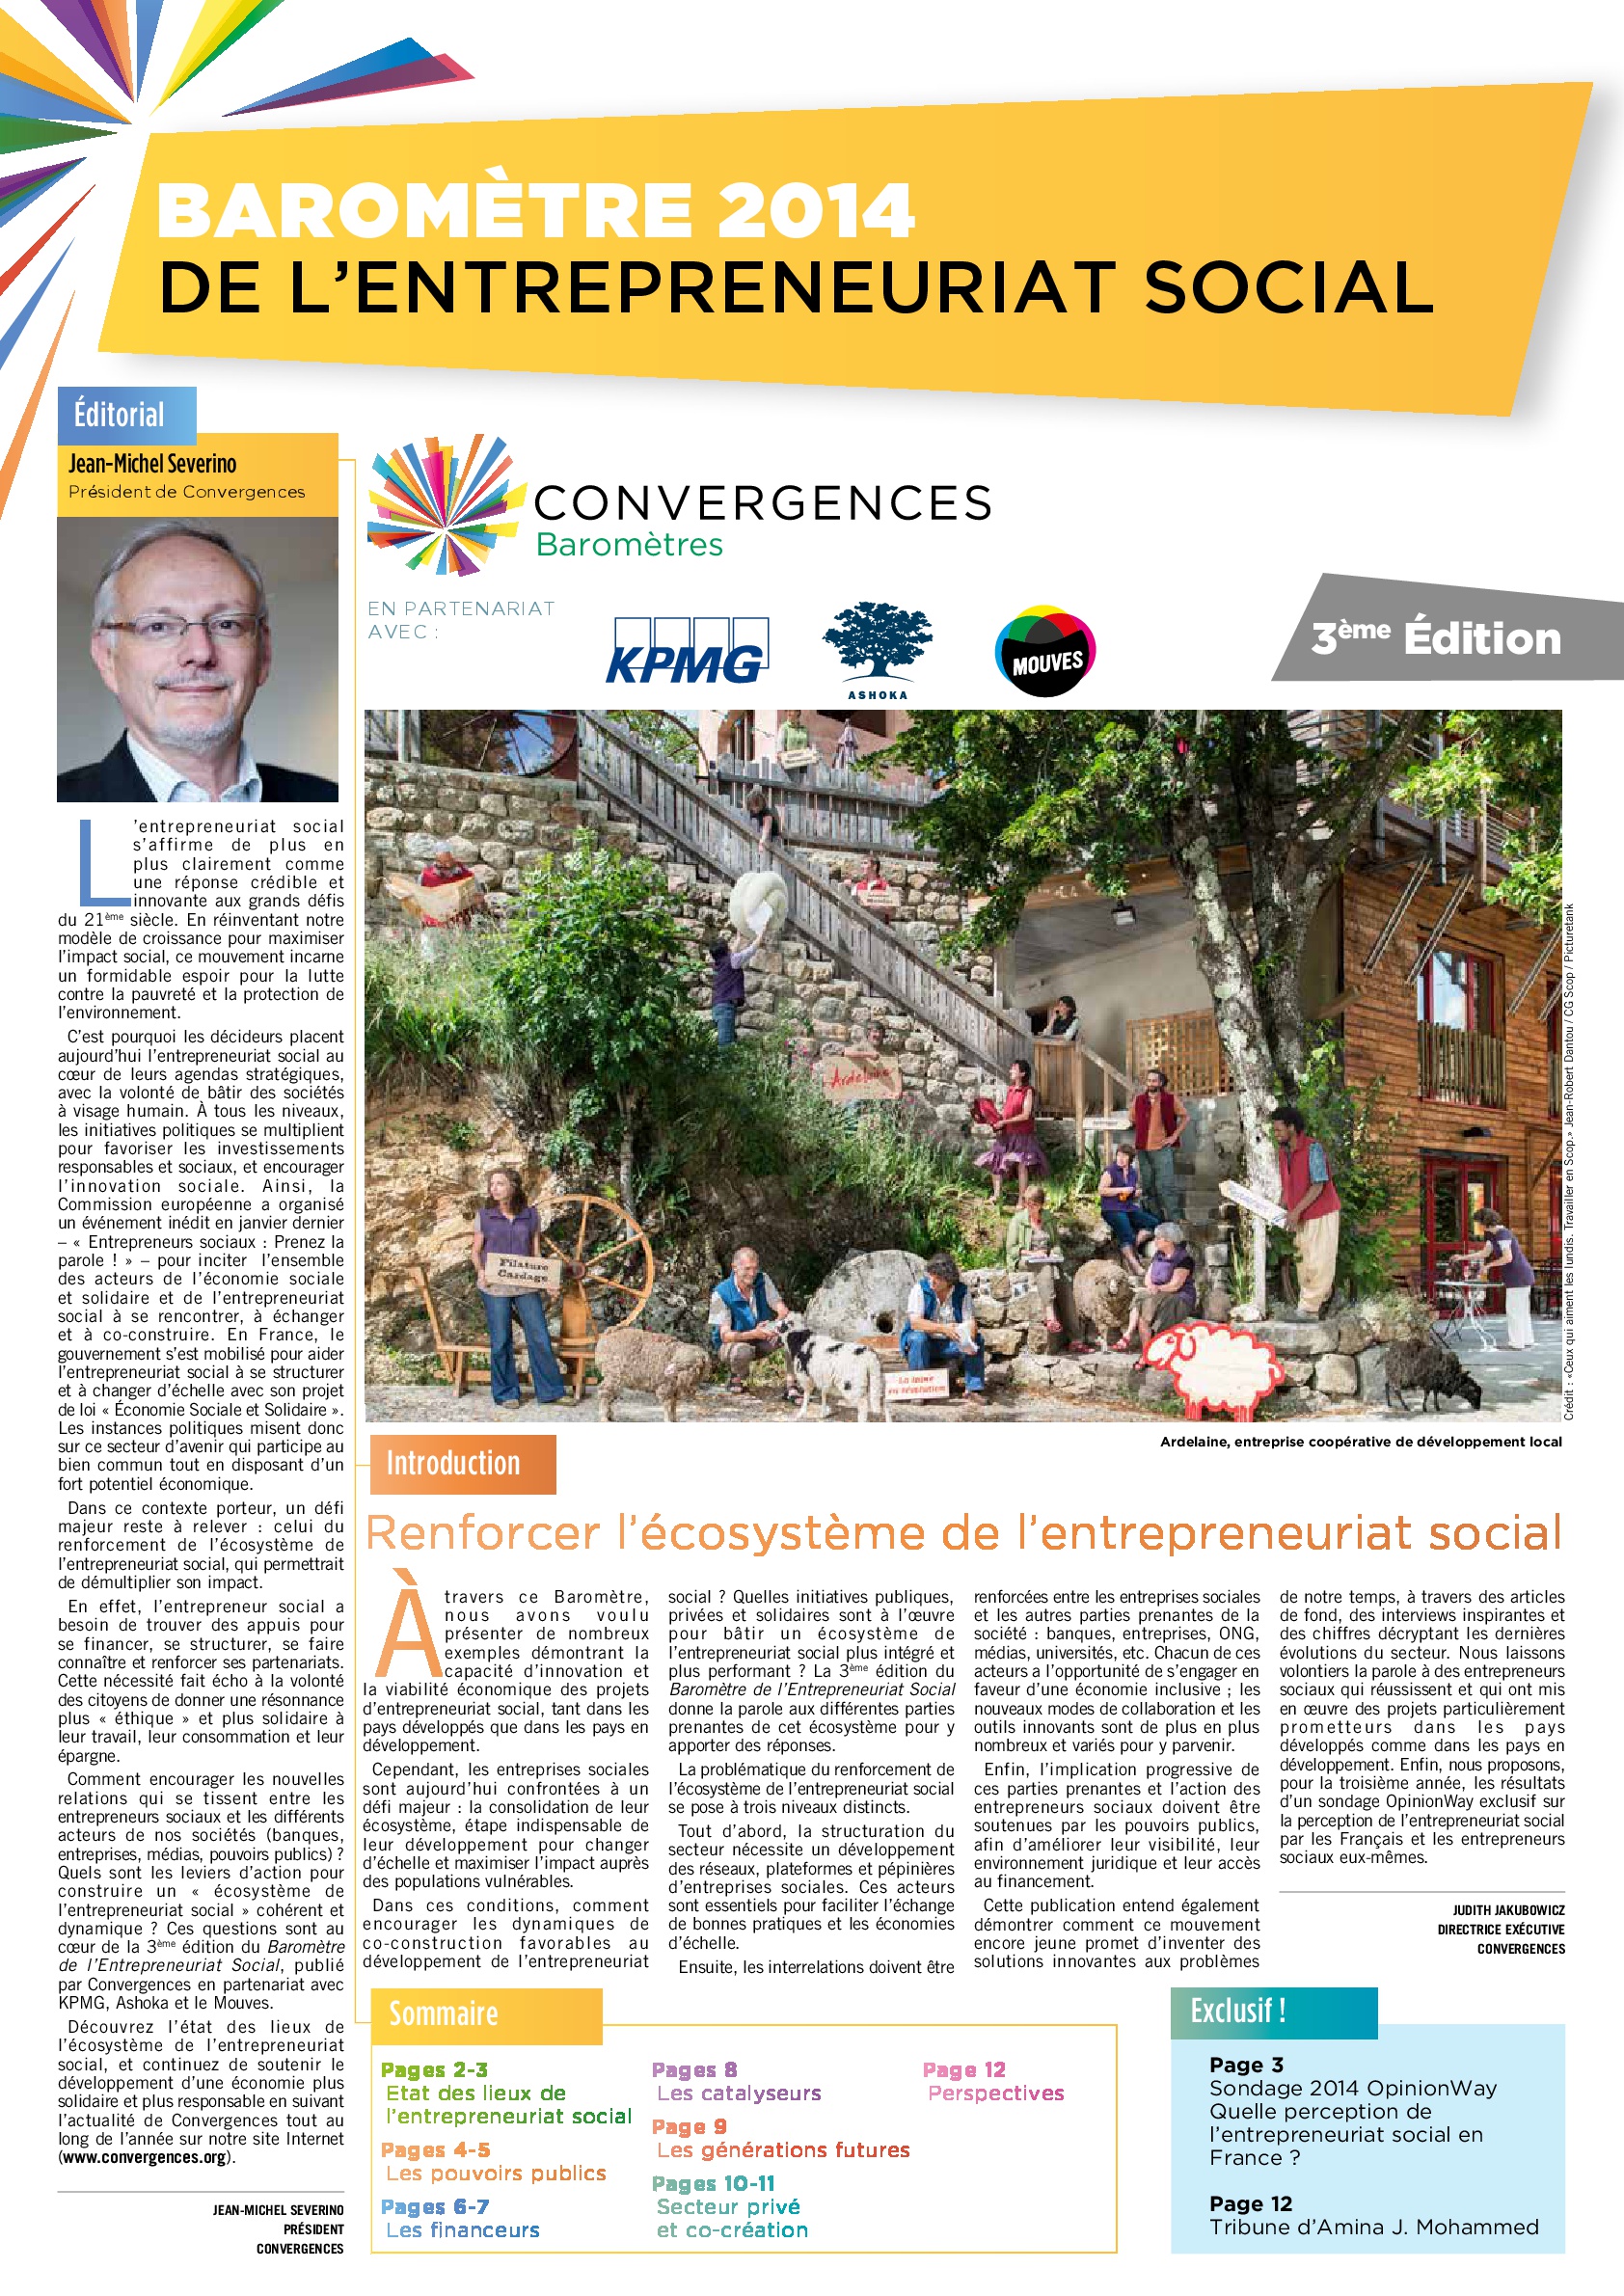 BAROMÈTRE 2014
DE L'ENTREPRENEURIAT SOCIAL
Éditorial
Jean-Michel Severino
Président de Convergences
CONVERGENCES
Baromètres
EN PARTENARIAT
AVEC :
KPMG
ASHOKA
MOUVES
3ème Édition
L'entrepreneuriat social
s'affirme de plus en
plus clairement comme
une réponse crédible et
innovante aux grands défis
du 21ème siècle. En réinventant notre
modèle de croissance pour maximiser
l'impact social, ce mouvement incarne
un formidable espoir pour la lutte
contre la pauvreté et la protection de
l'environnement.
C'est pourquoi les décideurs placent
aujourd'hui l'entrepreneuriat social au
cœur de leurs agendas stratégiques,
avec la volonté de bâtir des sociétés
à visage humain. À tous les niveaux,
les initiatives politiques se multiplient
pour favoriser les investissements
responsables et sociaux, et encourager
l'innovation sociale. Ainsi, la
Commission européenne a organisé
un événement inédit en janvier dernier
– « Entrepreneurs sociaux : Prenez la
parole ! » – pour inciter l'ensemble
des acteurs de l'économie sociale
et solidaire et de l'entrepreneuriat
social à se rencontrer, à échanger
et à co-construire. En France, le
gouvernement s'est mobilisé pour aider
l'entrepreneuriat social à se structurer
et à changer d'échelle avec son projet
de loi « Économie Sociale et Solidaire ».
Les instances politiques misent donc
sur ce secteur d'avenir qui participe au
bien commun tout en disposant d'un
fort potentiel économique.
Dans ce contexte porteur, un défi
majeur reste à relever : celui du
renforcement de l'écosystème de
l'entrepreneuriat social, qui permettrait
de démultiplier son impact.
En effet, l'entrepreneur social a
besoin de trouver des appuis pour
se financer, se structurer, se faire
connaître et renforcer ses partenariats.
Cette nécessité fait écho à la volonté
des citoyens de donner une résonnance
plus « éthique » et plus solidaire à
leur travail, leur consommation et leur
épargne.
Comment encourager les nouvelles
relations qui se tissent entre les
entrepreneurs sociaux et les différents
acteurs de nos sociétés (banques,
entreprises, médias, pouvoirs publics) ?
Quels sont les leviers d'action pour
construire un « écosystème de
l'entrepreneuriat social » cohérent et
dynamique ? Ces questions sont au
cœur de la 3ème édition du Baromètre
de l'Entrepreneuriat Social, publié
par Convergences en partenariat avec
KPMG, Ashoka et le Mouves.
Découvrez l'état des lieux de
l'écosystème de l'entrepreneuriat
social, et continuez de soutenir le
développement d'une économie plus
solidaire et plus responsable en suivant
l'actualité de Convergences tout au
long de l'année sur notre site Internet
(www.convergences.org).
JEAN-MICHEL SEVERINO
PRÉSIDENT
CONVERGENCES
Ardelaine
Filature
Cardage
La laine
en révolution
Crédit : «Ceux qui aiment les lundis. Travailler en Scop.» Jean-Robert Dantou / CG Scop / Picturetank
Ardelaine, entreprise coopérative de développement local
Introduction
Renforcer l'écosystème de l'entrepreneuriat social
À travers ce Baromètre,
nous avons voulu
présenter de nombreux
exemples démontrant la
capacité d'innovation et
la viabilité économique des projets
d'entrepreneuriat social, tant dans les
pays développés que dans les pays en
développement.
Cependant, les entreprises sociales
sont aujourd'hui confrontées à un
défi majeur : la consolidation de leur
écosystème, étape indispensable de
leur développement pour changer
d'échelle et maximiser l'impact auprès
des populations vulnérables.
Dans ces conditions, comment
encourager les dynamiques de
co-construction favorables au
développement de l'entrepreneuriat
social ? Quelles initiatives publiques,
privées et solidaires sont à l'œuvre
pour bâtir un écosystème de
l'entrepreneuriat social plus intégré et
plus performant ? La 3ème édition du
Baromètre de l'Entrepreneuriat Social
donne la parole aux différentes parties
prenantes de cet écosystème pour y
apporter des réponses.
La problématique du renforcement de
l'écosystème de l'entrepreneuriat social
se pose à trois niveaux distincts.
Tout d'abord, la structuration du
secteur nécessite un développement
des réseaux, plateformes et pépinières
d'entreprises sociales. Ces acteurs
sont essentiels pour faciliter l'échange
de bonnes pratiques et les économies
d'échelle.
Ensuite, les interrelations doivent être
renforcées entre les entreprises sociales
et les autres parties prenantes de la
société : banques, entreprises, ONG,
médias, universités, etc. Chacun de ces
acteurs a l'opportunité de s'engager en
faveur d'une économie inclusive ; les
nouveaux modes de collaboration et les
outils innovants sont de plus en plus
nombreux et variés pour y parvenir.
Enfin, l'implication progressive de
ces parties prenantes et l'action des
entrepreneurs sociaux doivent être
soutenues par les pouvoirs publics,
afin d'améliorer leur visibilité, leur
environnement juridique et leur accès
au financement.
Cette publication entend également
démontrer comment ce mouvement
encore jeune promet d'inventer des
solutions innovantes aux problèmes
de notre temps, à travers des articles
de fond, des interviews inspirantes et
des chiffres décryptant les dernières
évolutions du secteur. Nous laissons
volontiers la parole à des entrepreneurs
sociaux qui réussissent et qui ont mis
en œuvre des projets particulièrement
prometteurs dans les pays
développés comme dans les pays en
développement. Enfin, nous proposons,
pour la troisième année, les résultats
d'un sondage OpinionWay exclusif sur
la perception de l'entrepreneuriat social
par les Français et les entrepreneurs
sociaux eux-mêmes.
JUDITH JAKUBOWICZ
DIRECTRICE EXÉCUTIVE
CONVERGENCES
Sommaire
Pages 2-3
Etat des lieux de
l'entrepreneuriat social
Pages 4-5
Les pouvoirs publics
Pages 6-7
Les financeurs
Pages 8
Les catalyseurs
Page 9
Les générations futures
Pages 10-11
Secteur privé
et co-création
Page 12
Perspectives
Exclusif !
Page 3
Sondage 2014 OpinionWay
Quelle perception de
l'entrepreneuriat social en
France ?
Page 12
Tribune d'Amina J. Mohammed